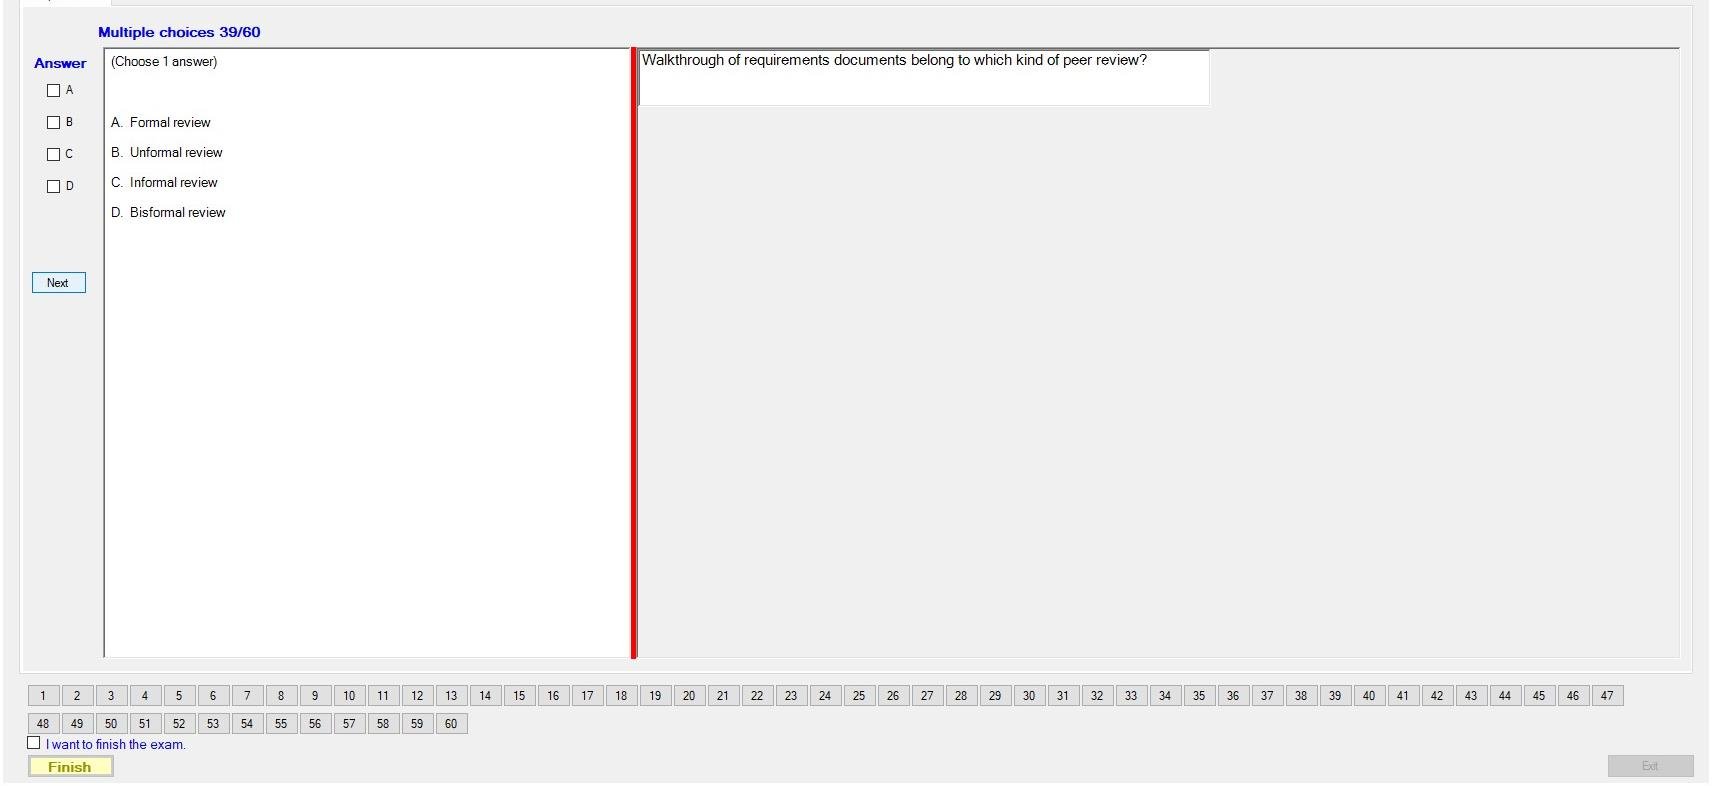 Multiple choices 39/60
Answer
A
B
C
D
Next
(Choose 1 answer)
A. Formal review
B. Unformal review
C. Informal review
D. Bisformal review
Walkthrough of requirements documents belong to which kind of peer review?
1 2 3 4 5 6 7 8 9 10 11 12 13 14 15 16 17 18 19 20 21 22 23 24 25 26 27 28 29 30 31 32 33 34 35 36 37 38 39 40 41 42 43 44 45 46 47
48 49 50 51 52 53 54 55 56 57 58 59 60
I want to finish the exam.
Finish
Exit